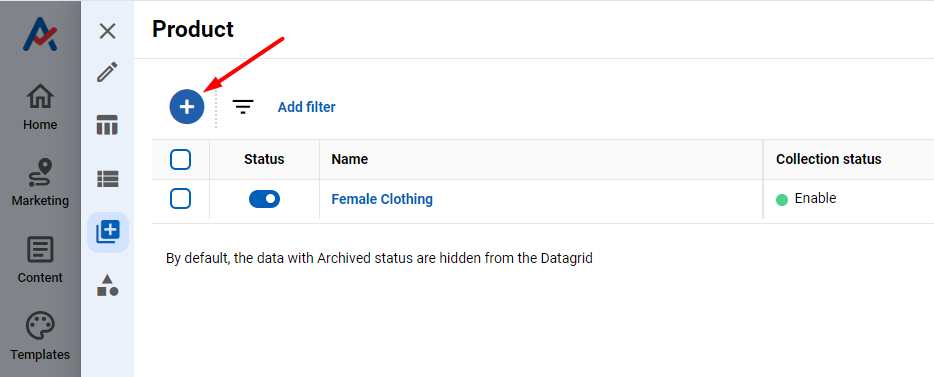 Product
Home
Marketing
Content
Templates
Add filter
Status Name Collection status
Female Clothing Enable
By default, the data with Archived status are hidden from the Datagrid